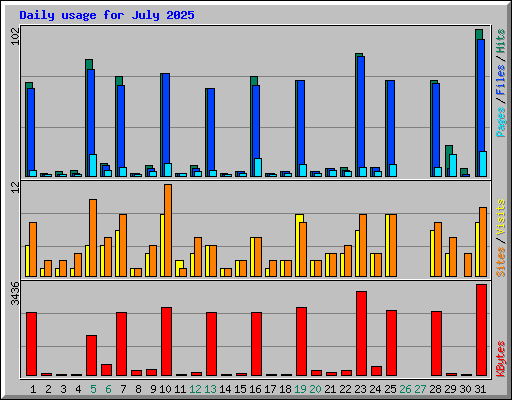 Daily usage for July 2025
102
Pages / Files / Hits
12
Sites / Visits
3436
KBytes
1 2 3 4 5 6 7 8 9 10 11 12 13 14 15 16 17 18 19 20 21 22 23 24 25 26 27 28 29 30 31